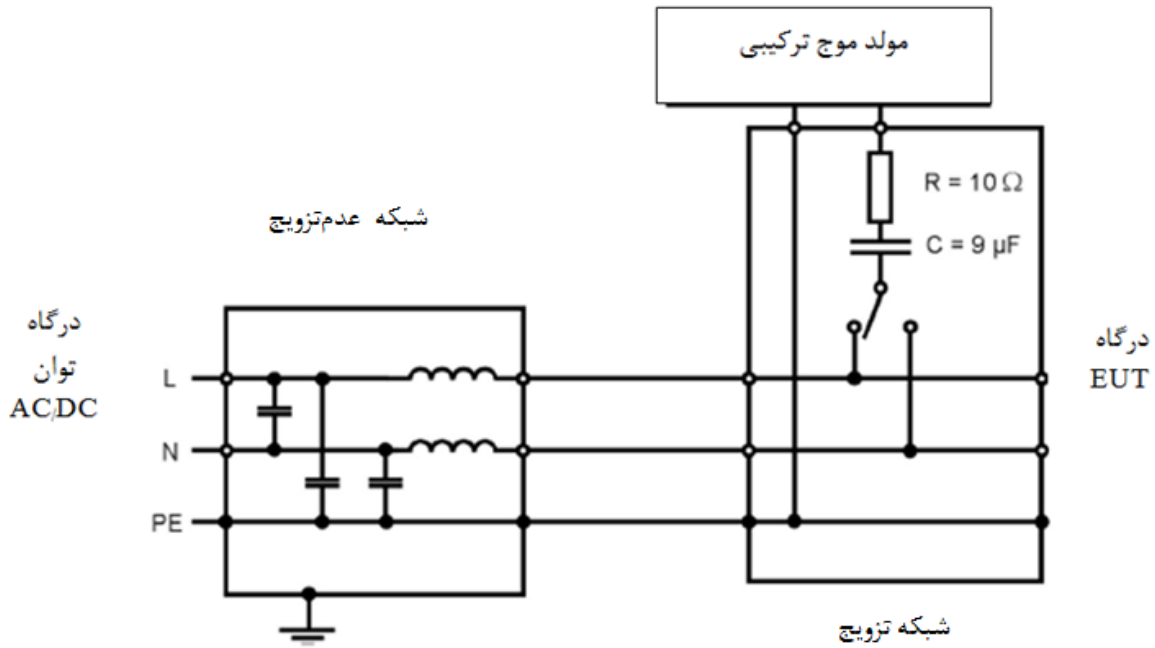 مولد موج ترکیبی
R = 10 Ω
C = 9 µF
شبکه عدم‌تزویج
درگاه
توان
AC/DC
L
N
PE
درگاه
EUT
شبکه تزویج